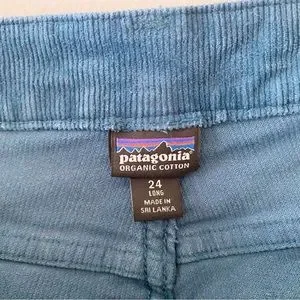 patagonia®
ORGANIC COTTON
24
LONG
MADE IN
SRI LANKA